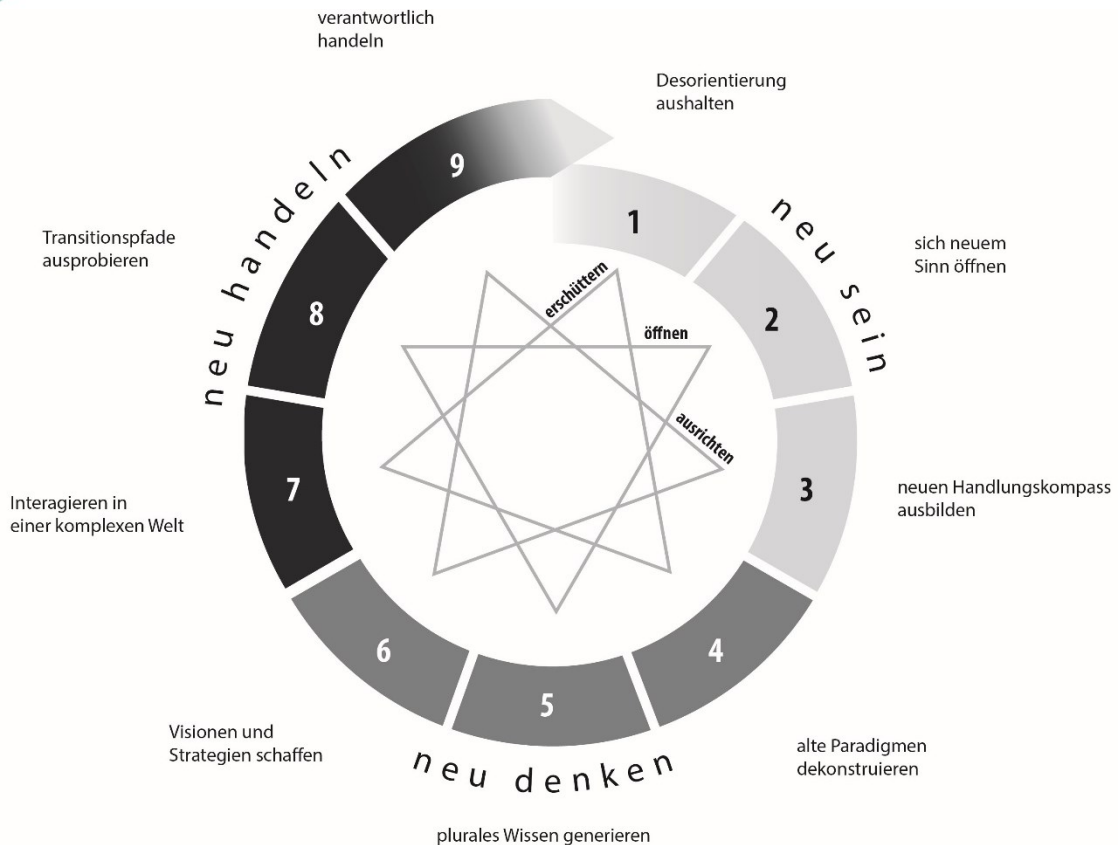 verantwortlich
handeln
Desorientierung
aushalten
neu handeln
9
1
neu sein
Transitionspfade
ausprobieren
sich neuem
Sinn öffnen
erschüttern
8
2
öffnen
ausrichten
7
3
neuen Handlungskompass
ausbilden
Interagieren in
einer komplexen Welt
6
4
5
Visionen und
Strategien schaffen
neu denken
alte Paradigmen
dekonstruieren
plurales Wissen generieren